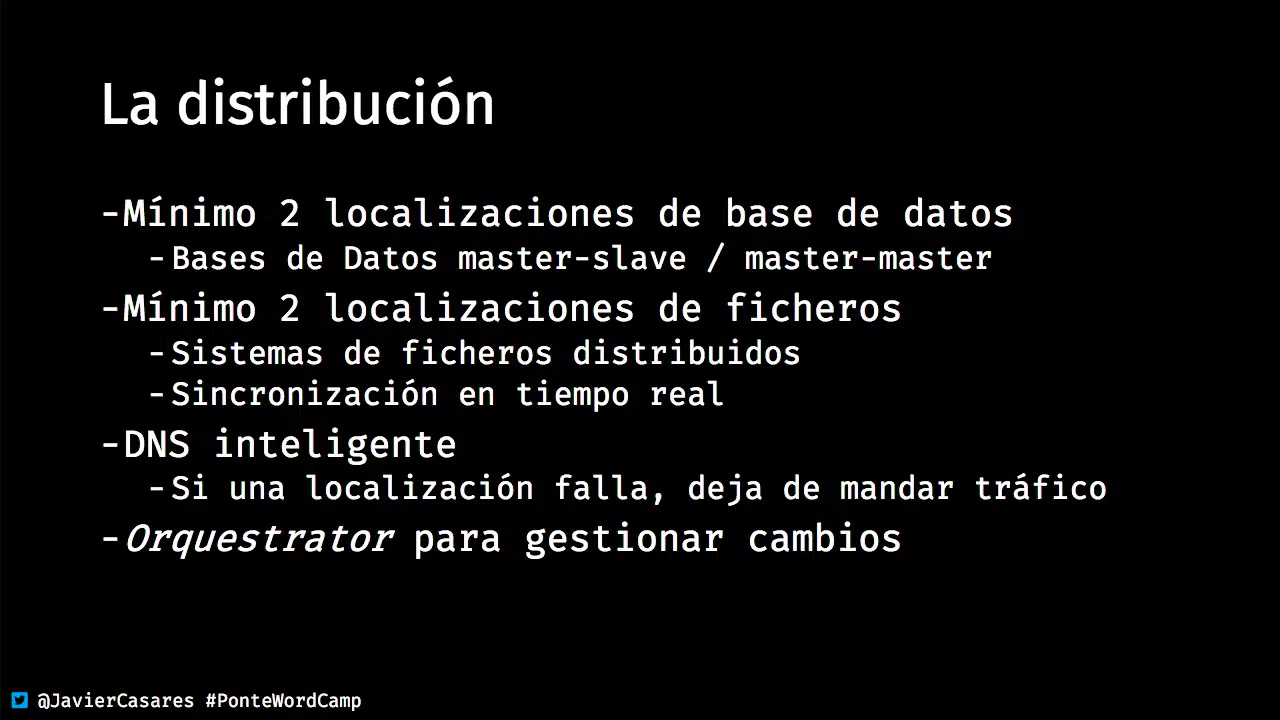 La distribución
-Mínimo 2 localizaciones de base de datos
-Bases de Datos master-slave / master-master
-Mínimo 2 localizaciones de ficheros
-Sistemas de ficheros distribuidos
-Sincronización en tiempo real
-DNS inteligente
-Si una localización falla, deja de mandar tráfico
-Orquestrator para gestionar cambios
@JavierCasares #PonteWordCamp